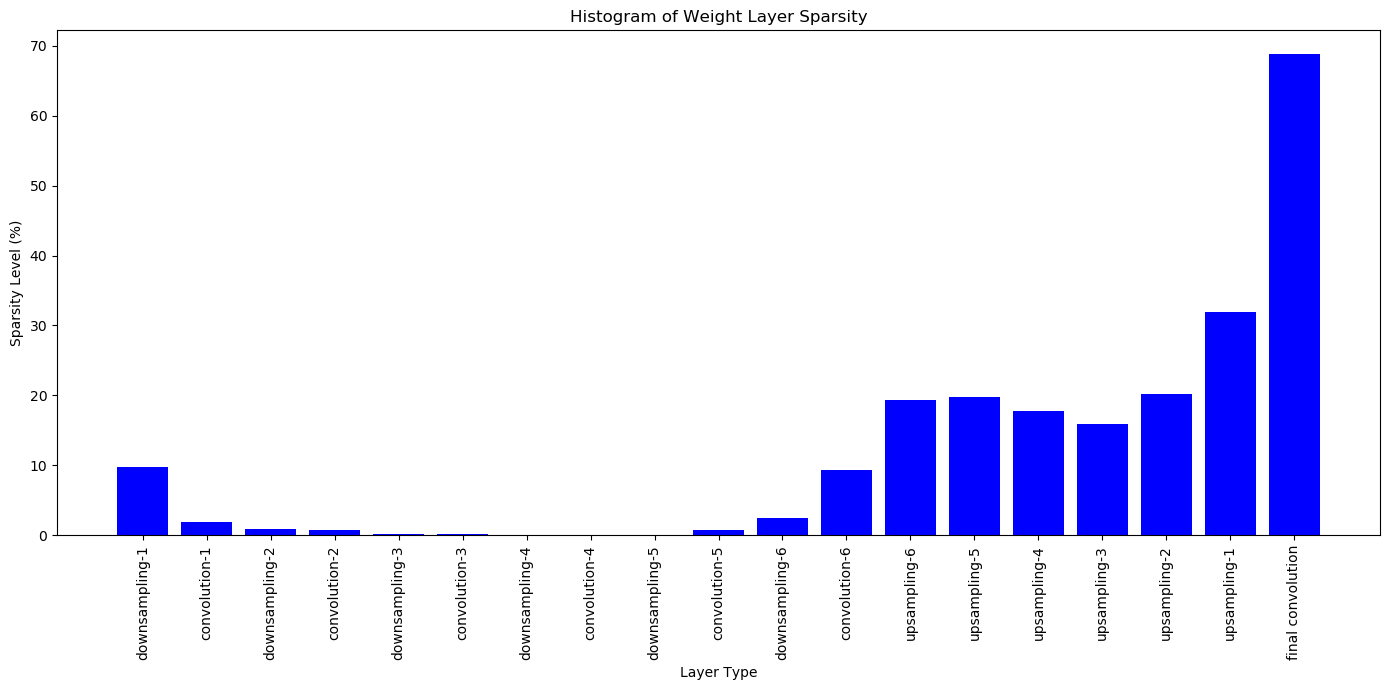 Histogram of Weight Layer Sparsity
Sparsity Level (%)
70
60
50
40
30
20
10
0
downsampling-1
convolution-1
downsampling-2
convolution-2
downsampling-3
convolution-3
downsampling-4
convolution-4
downsampling-5
convolution-5
downsampling-6
convolution-6
upsampling-6
upsampling-5
upsampling-4
upsampling-3
upsampling-2
upsampling-1
final convolution
Layer Type